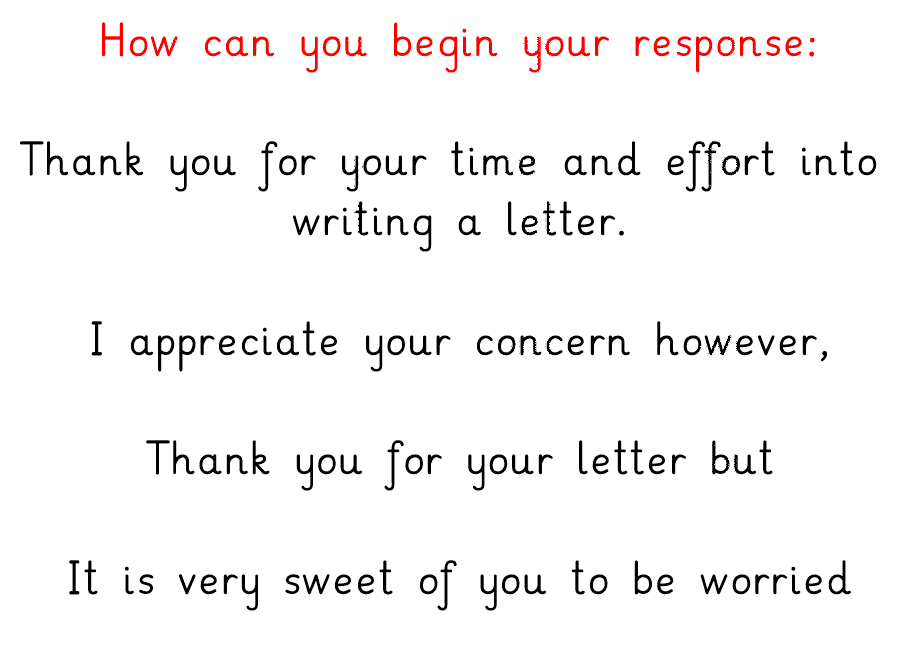 How can you begin your response:
Thank you for your time and effort into
writing a letter.
I appreciate your concern however,
Thank you for your letter but
It is very sweet of you to be worried